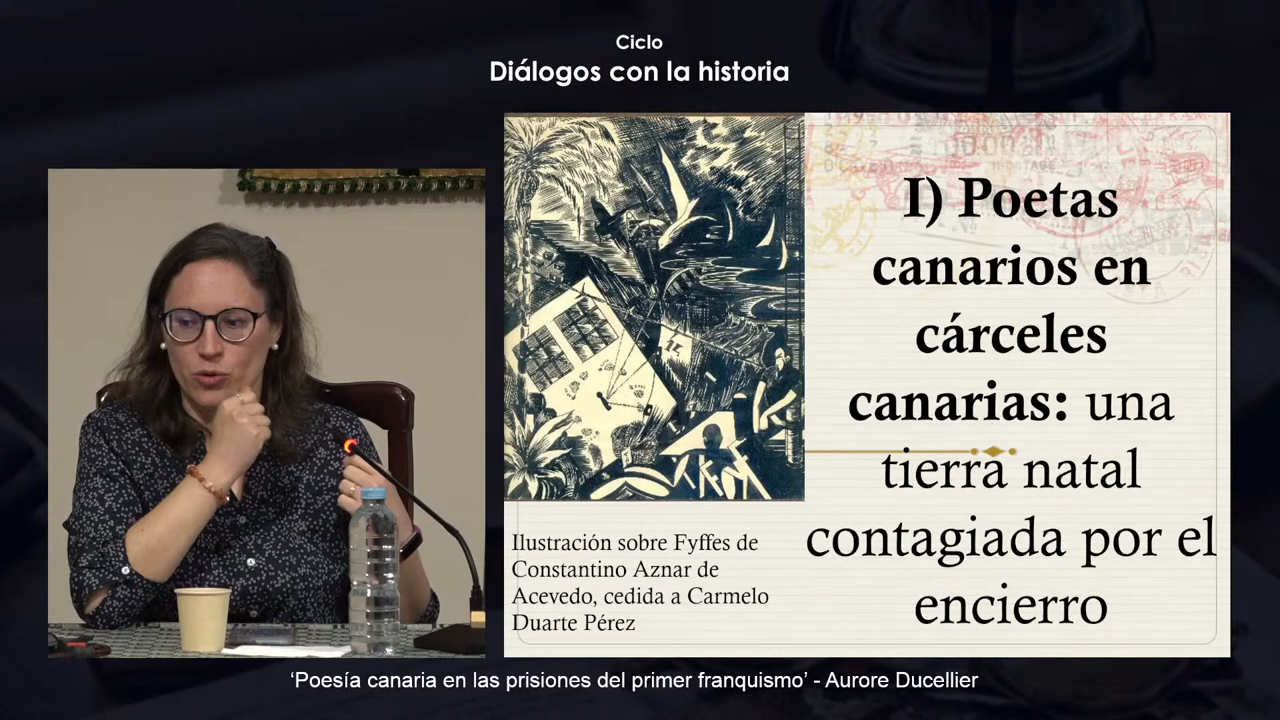 Ciclo
Diálogos con la historia
I) Poetas
canarios en
cárceles
canarias: una
tierra natal
contagiada por el
encierro
Ilustración sobre Fyffes de
Constantino Aznar de
Acevedo, cedida a Carmelo
Duarte Pérez
‘Poesía canaria en las prisiones del primer franquismo’ - Aurore Ducellier